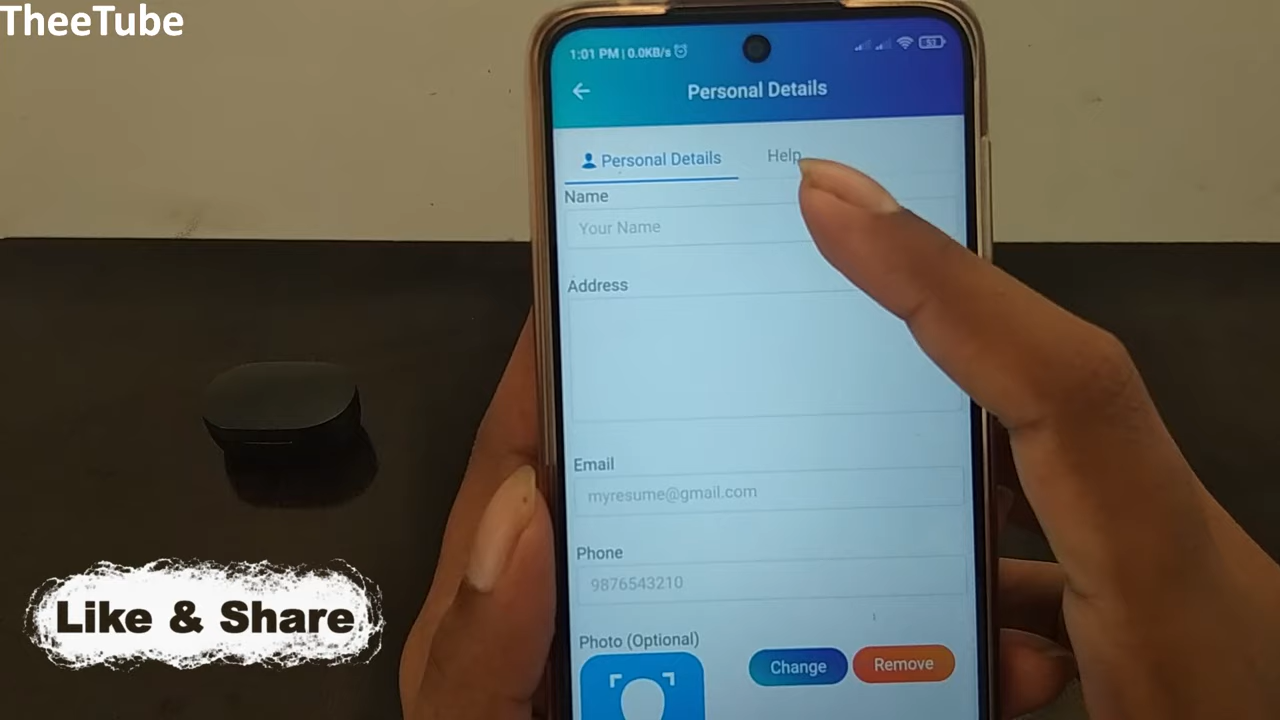 TheeTube
1:01 PM | 0.0KB/s
53
Personal Details
Personal Details
Help
Name
Your Name
Address
Email
myresume@gmail.com
Phone
9876543210
Photo (Optional)
Change
Remove
Like & Share